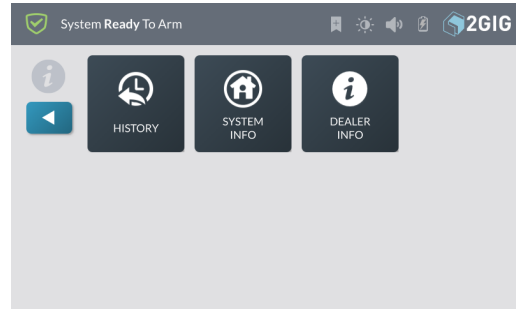 System Ready To Arm
2GIG
HISTORY
SYSTEM
INFO
DEALER
INFO